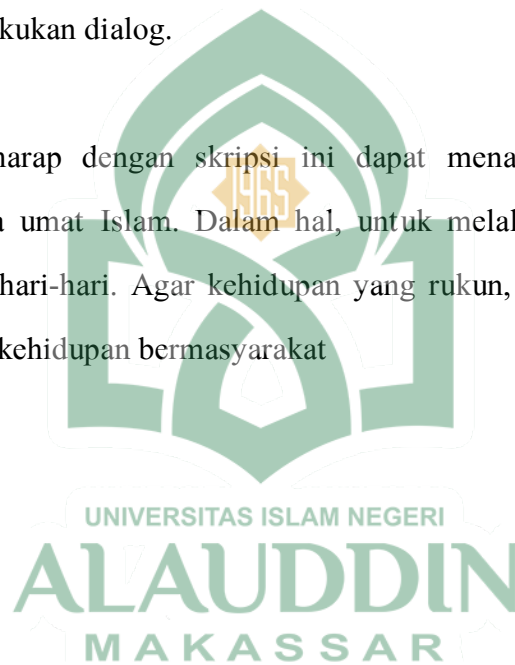 kukan dialog.
harap dengan skripsi ini dapat mena
a umat Islam. Dalam hal, untuk mela
hari-hari. Agar kehidupan yang rukun,
kehidupan bermasyarakat
1965
UNIVERSITAS ISLAM NEGERI
ALAUDDIN
MAKASSAR